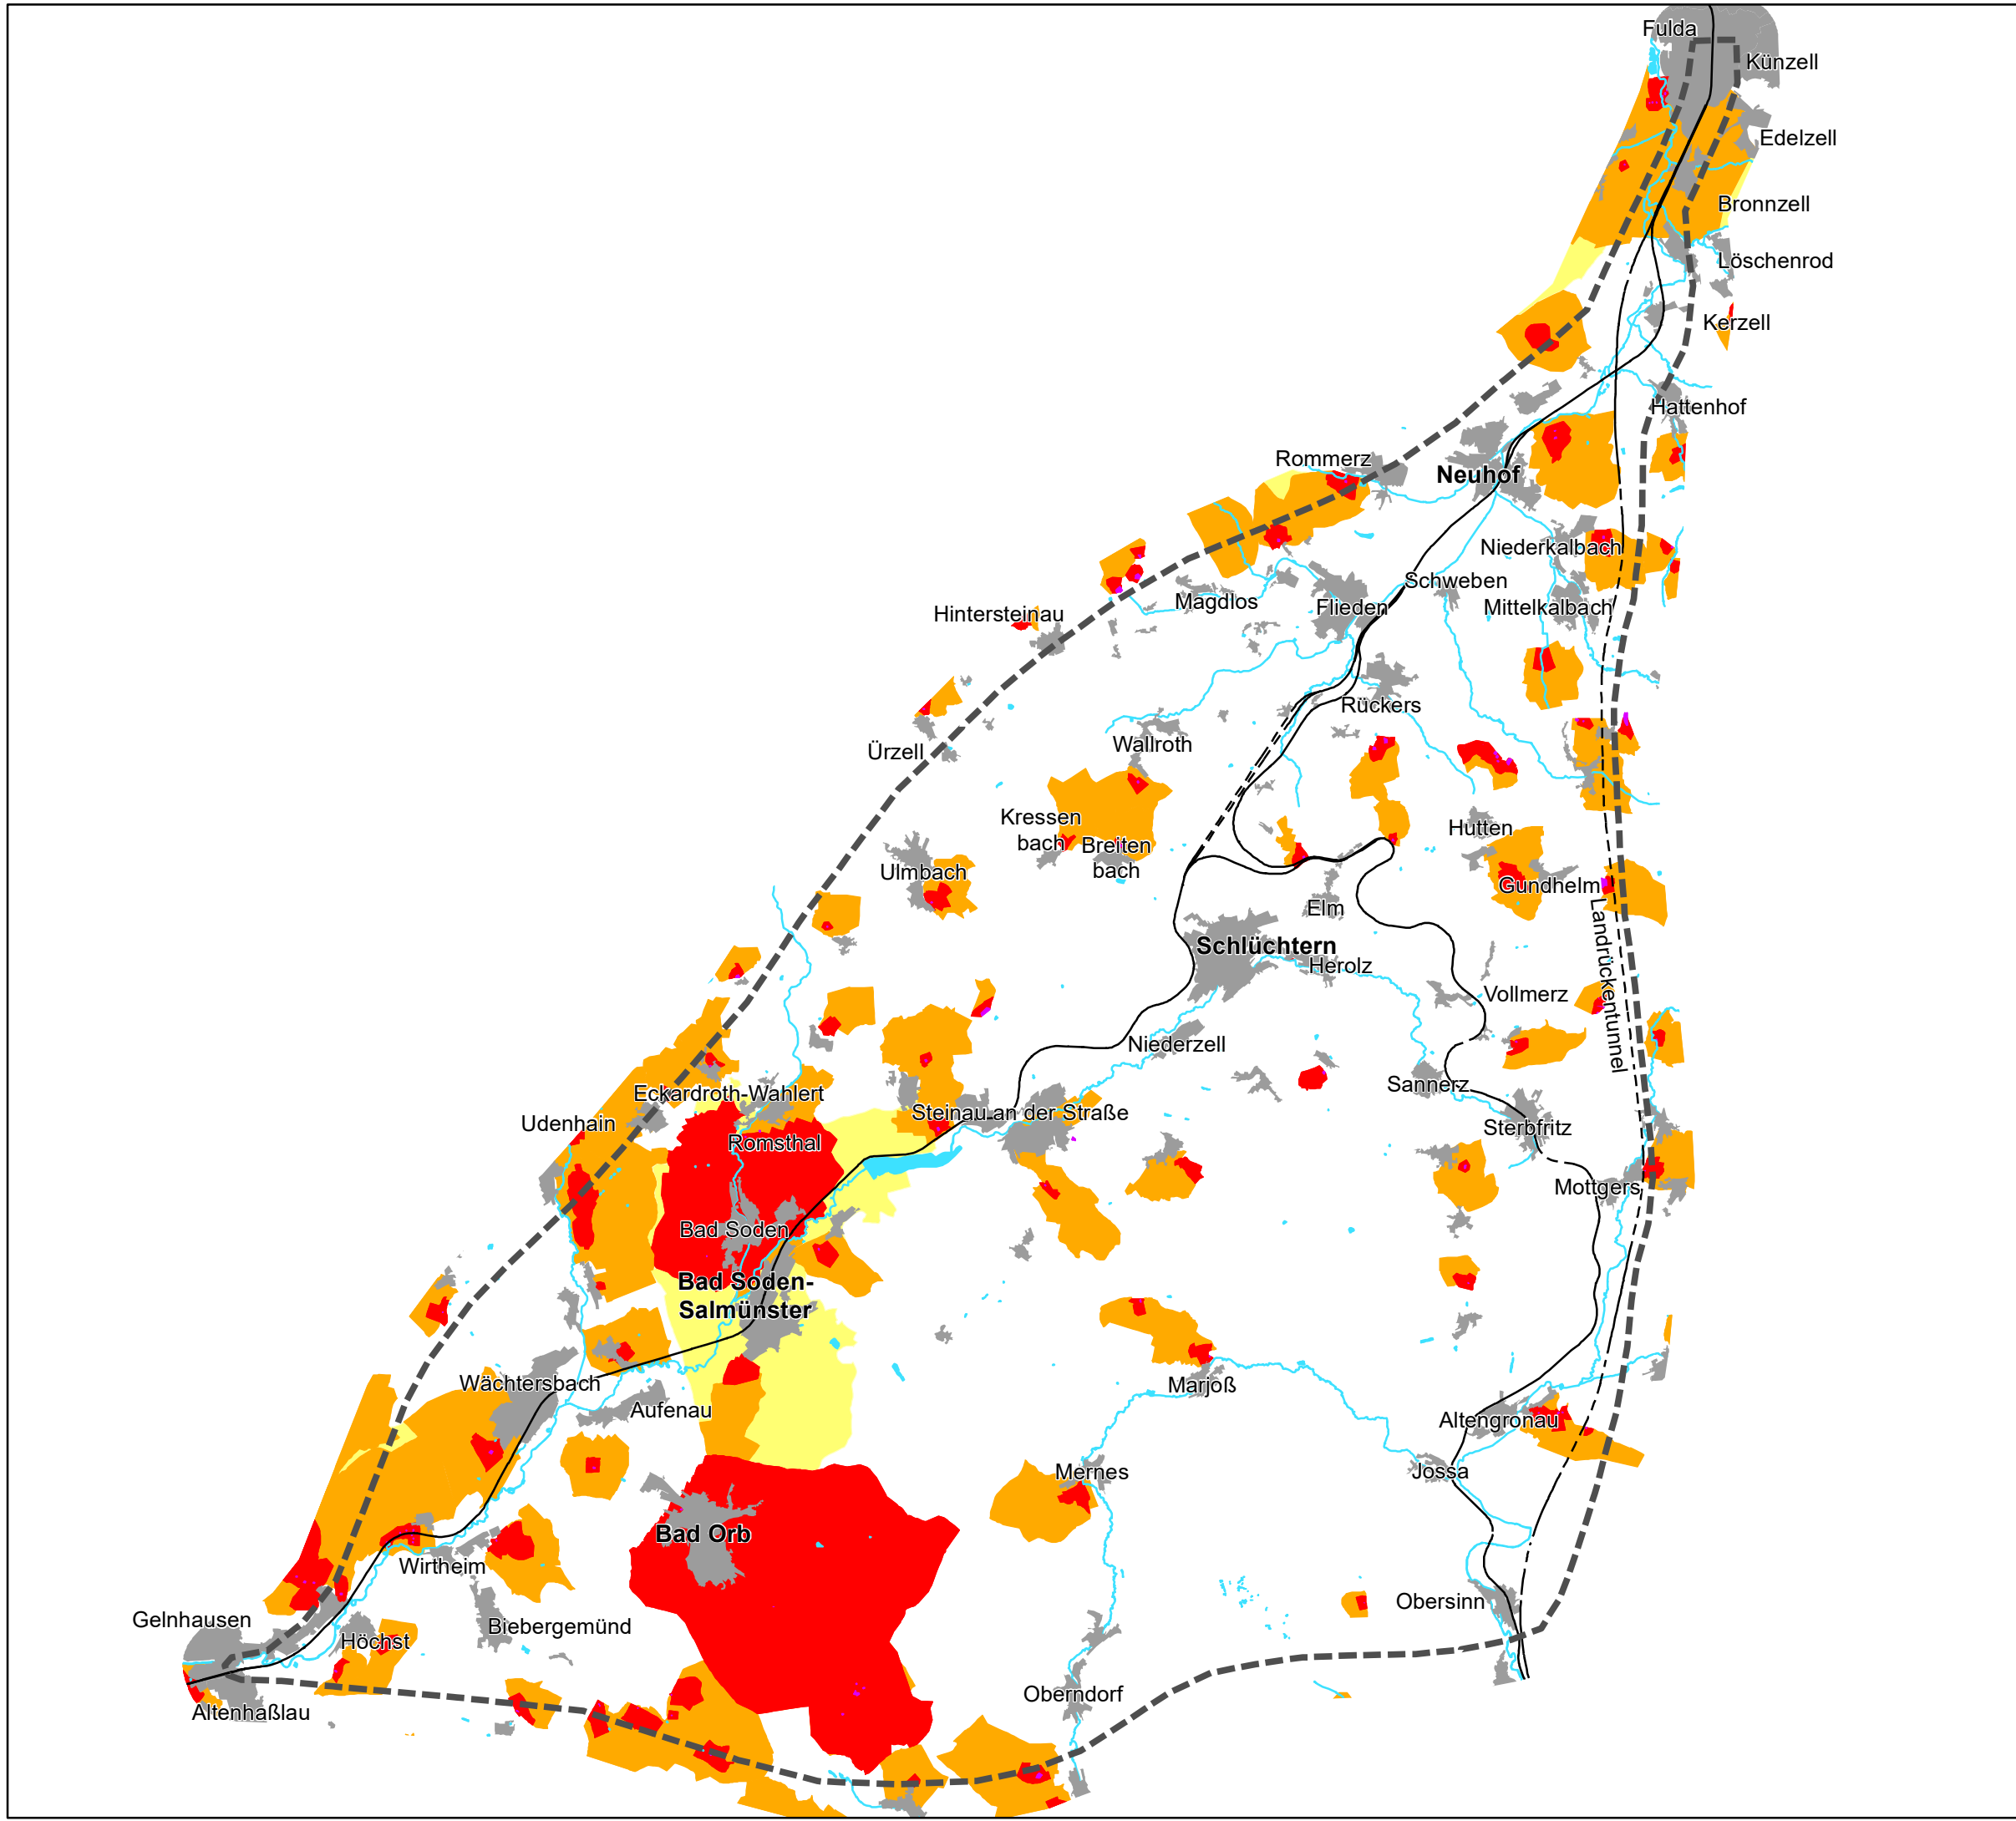 Fulda
Künzell
Edelzell
Bronnzell
Löschenrod
Kerzell
Hattenhof
Rommerz
Neuhof
Niederkalbach
Schweben
Magdlos
Flieden
Mittelkalbach
Hintersteinau
Rückers
Ürzell
Wallroth
Kressen
bach
Breiten
bach
Hutten
Ulmbach
Gundhelm
Elm
Landrückentunnel
Schlüchtern
Herolz
Vollmerz
Niederzell
Sannerz
Eckardroth-Wahlert
Steinau an der Straße
Udenhain
Sterbfritz
Romsthal
Mottgers
Bad Soden
Bad Soden-
Salmünster
Wächtersbach
Marjoß
Aufenau
Altengronau
Mernes
Jossa
Bad Orb
Wirtheim
Obersinn
Gelnhausen
Biebergemünd
Höchst
Oberndorf
Altenhaßlau